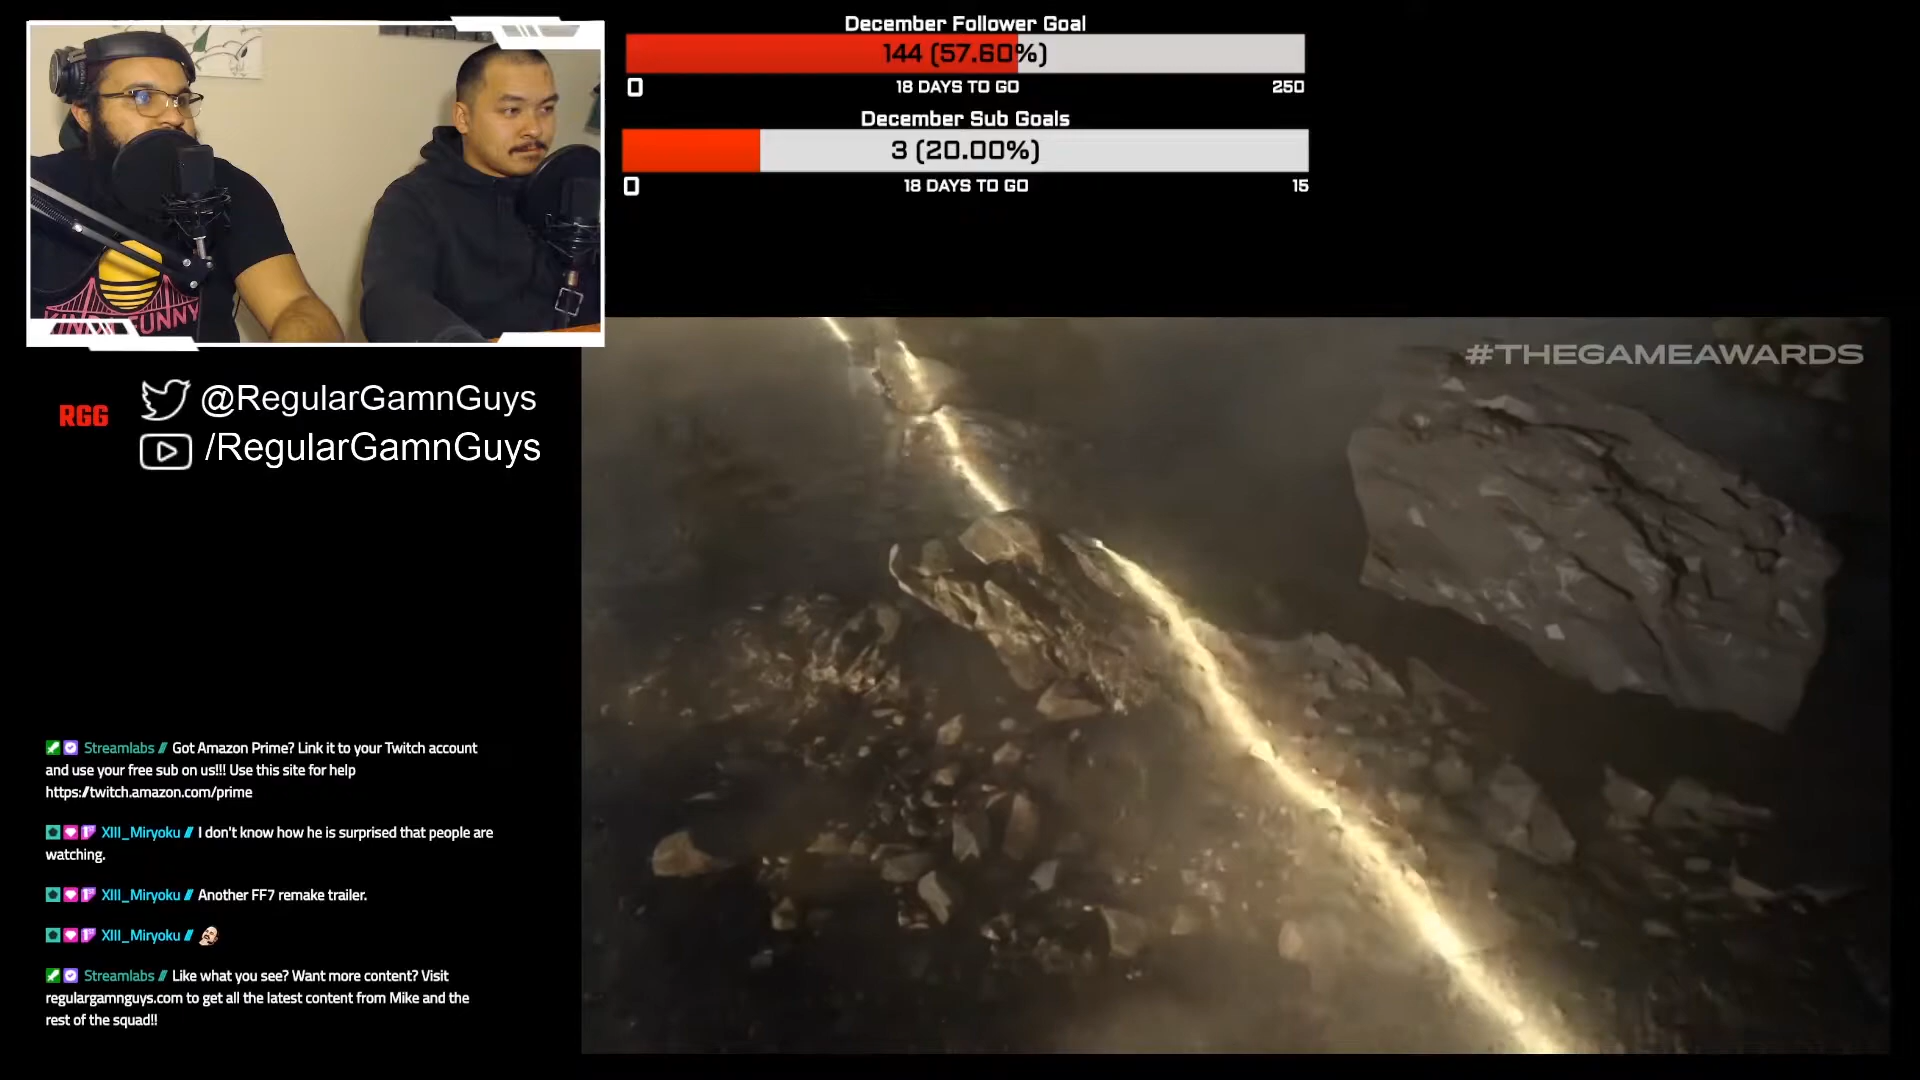 December Follower Goal
144 (57.60%)
0 18 DAYS TO GO 250
December Sub Goals
3 (20.00%)
0 18 DAYS TO GO 15
KINDA FUNNY
#THEGAMEAWARDS
RGG @RegularGamnGuys
/RegularGamnGuys
Streamlabs // Got Amazon Prime? Link it to your Twitch account
and use your free sub on us!!! Use this site for help
https://twitch.amazon.com/prime
XIII_Miryoku // I don't know how he is surprised that people are
watching.
XIII_Miryoku // Another FF7 remake trailer.
XIII_Miryoku //
Streamlabs // Like what you see? Want more content? Visit
regulargamnguys.com to get all the latest content from Mike and the
rest of the squad!!